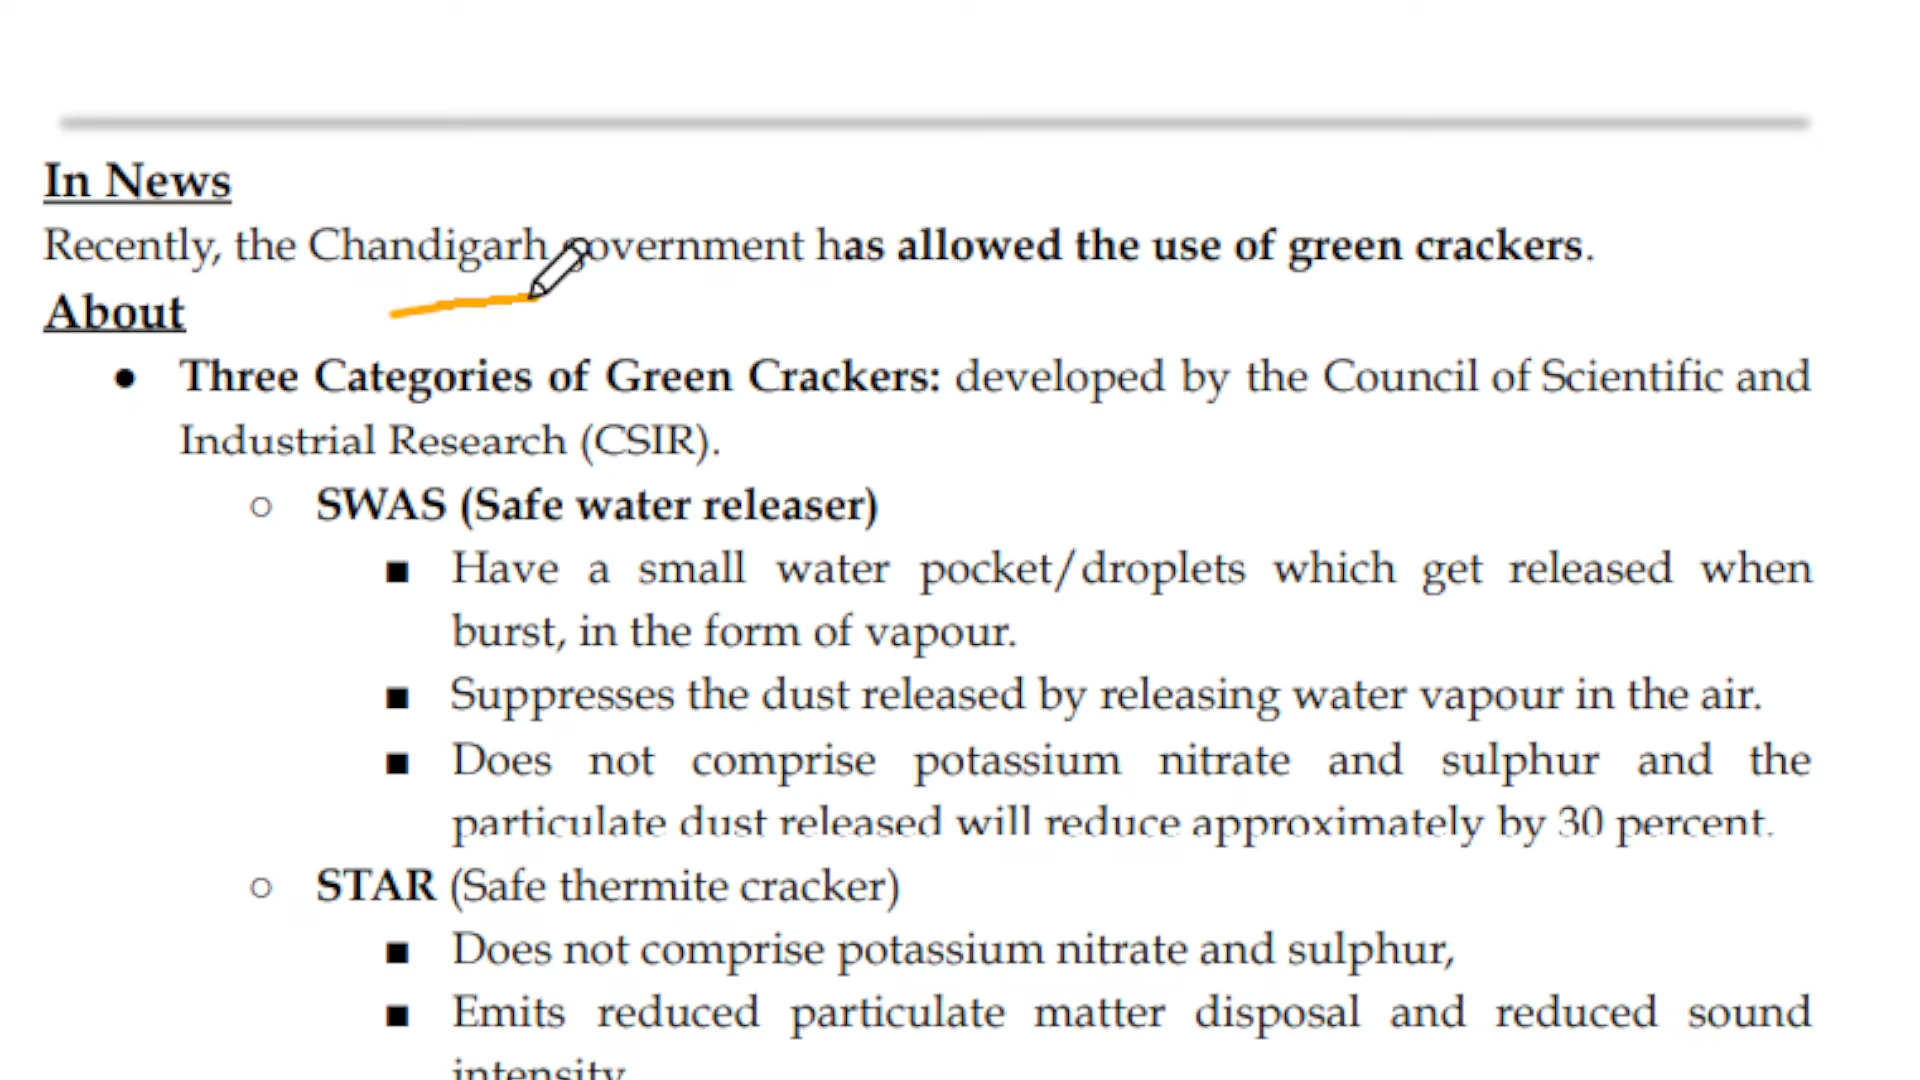 In News
Recently, the Chandigarh government has allowed the use of green crackers.
About
● Three Categories of Green Crackers: developed by the Council of Scientific and
Industrial Research (CSIR).
○ SWAS (Safe water releaser)
■ Have a small water pocket/droplets which get released when
burst, in the form of vapour.
■ Suppresses the dust released by releasing water vapour in the air.
■ Does not comprise potassium nitrate and sulphur and the
particulate dust released will reduce approximately by 30 percent.
○ STAR (Safe thermite cracker)
■ Does not comprise potassium nitrate and sulphur,
■ Emits reduced particulate matter disposal and reduced sound
intensity